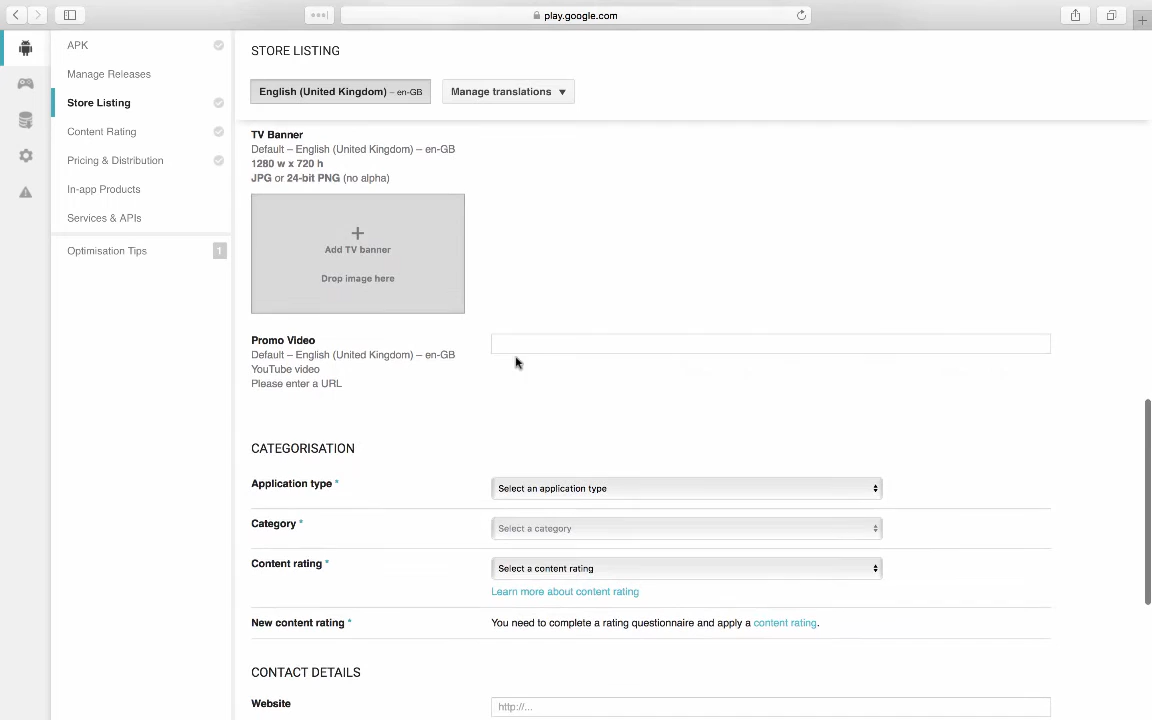 play.google.com
APK
Manage Releases
Store Listing
Content Rating
Pricing & Distribution
In-app Products
Services & APIs
Optimisation Tips 1
STORE LISTING
English (United Kingdom) – en-GB
Manage translations
TV Banner
Default – English (United Kingdom) – en-GB
1280 w x 720 h
JPG or 24-bit PNG (no alpha)
Add TV banner
Drop image here
Promo Video
Default – English (United Kingdom) – en-GB
YouTube video
Please enter a URL
CATEGORISATION
Application type * Select an application type
Category * Select a category
Content rating * Select a content rating
Learn more about content rating
New content rating * You need to complete a rating questionnaire and apply a content rating.
CONTACT DETAILS
Website http://...